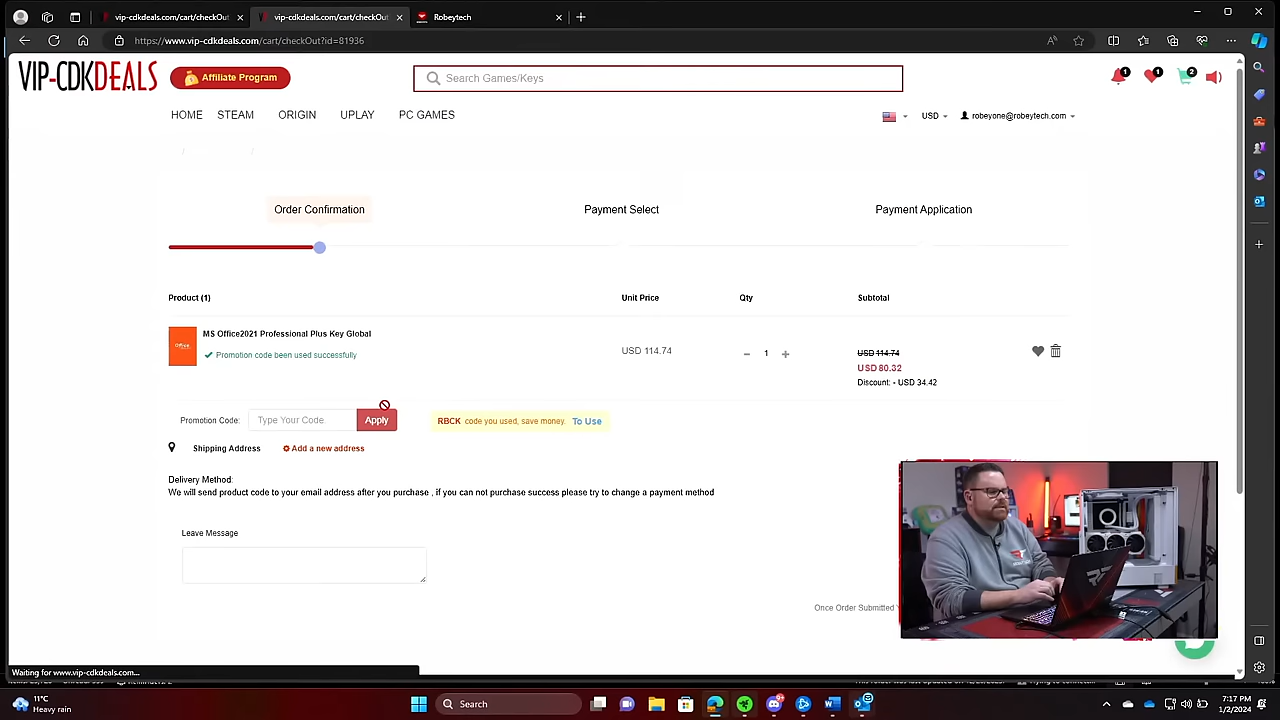 vip-cdkdeals.com/cart/checkOut
vip-cdkdeals.com/cart/checkOut
Robeytech
https://www.vip-cdkdeals.com/cart/checkOut?id=81936
VIP-CDKDEALS
Affiliate Program
Search Games/Keys
1
1
2
HOME
STEAM
ORIGIN
UPLAY
PC GAMES
USD
robeyone@robeytech.com
Order Confirmation
Payment Select
Payment Application
Product (1)
Unit Price
Qty
Subtotal
Office
MS Office2021 Professional Plus Key Global
Promotion code been used successfully
USD 114.74
− 1 +
USD 114.74
USD 80.32
Discount: - USD 34.42
Promotion Code:
Type Your Code.
Apply
RBCK code you used, save money. To Use
Shipping Address
Add a new address
Delivery Method:
We will send product code to your email address after you purchase , if you can not purchase success please try to change a payment method
Leave Message
Once Order Submitted
Waiting for www.vip-cdkdeals.com...
11°C
Heavy rain
Search
7:17 PM
1/2/2024